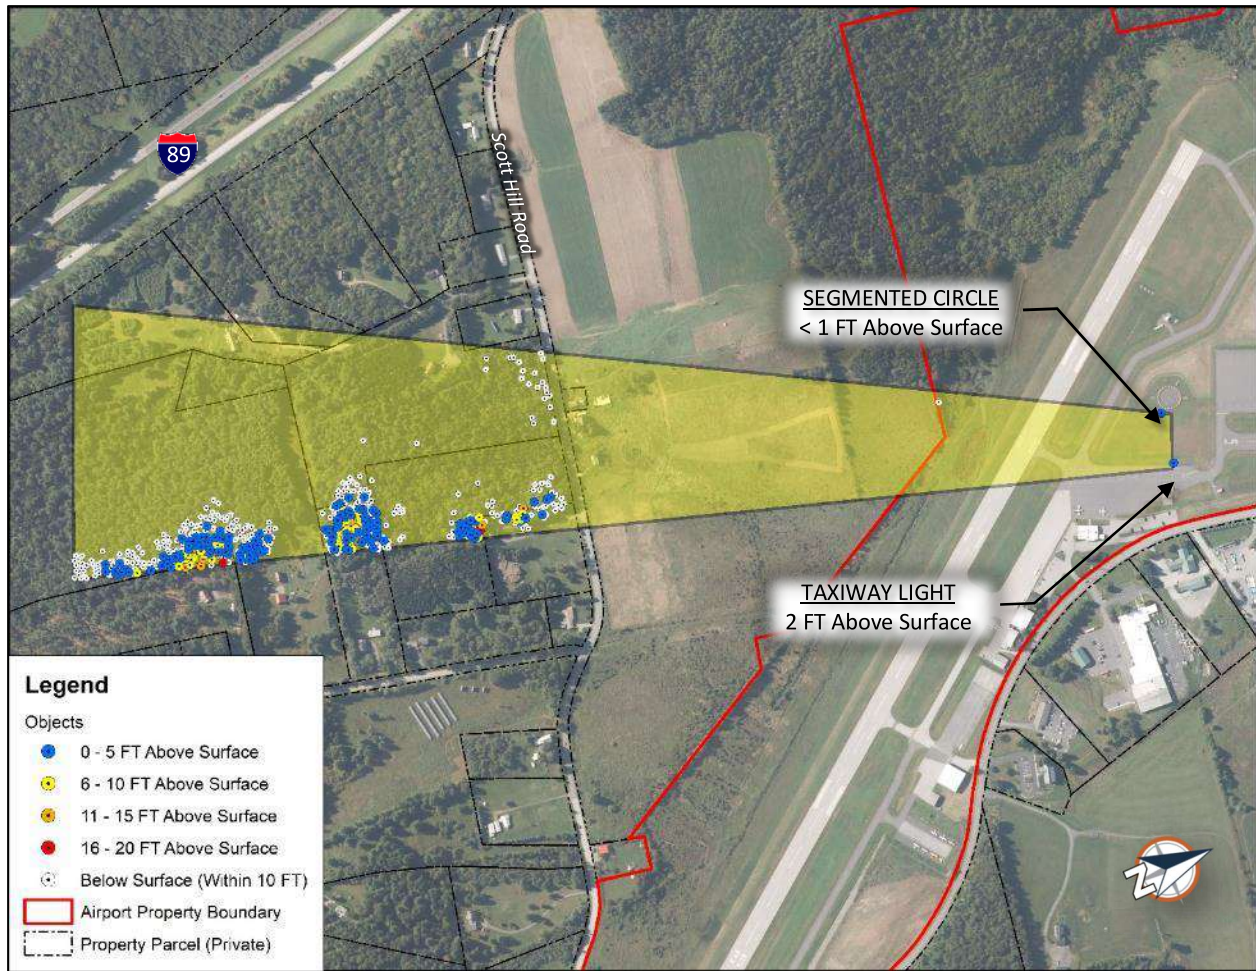 89
Scott Hill Road
SEGMENTED CIRCLE
< 1 FT Above Surface
TAXIWAY LIGHT
2 FT Above Surface
Legend
Objects
0 - 5 FT Above Surface
6 - 10 FT Above Surface
11 - 15 FT Above Surface
16 - 20 FT Above Surface
Below Surface (Within 10 FT)
Airport Property Boundary
Property Parcel (Private)
Z